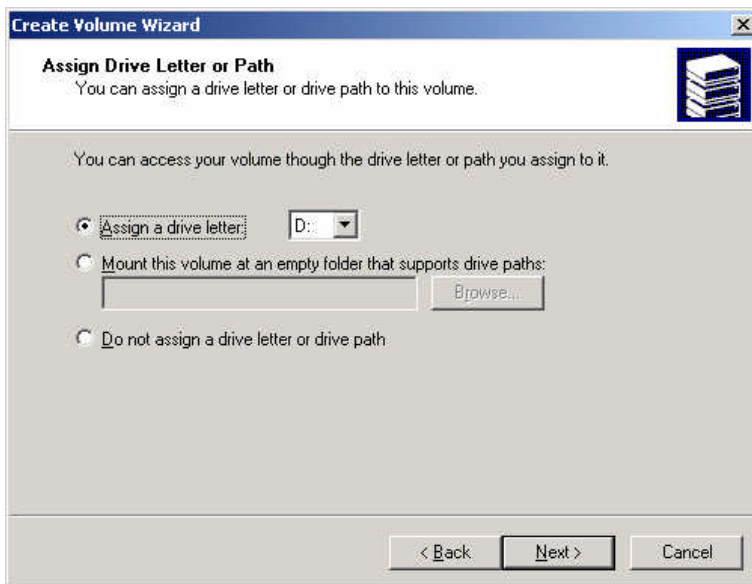 Create Volume Wizard
Assign Drive Letter or Path
You can assign a drive letter or drive path to this volume.
You can access your volume though the drive letter or path you assign to it.
Assign a drive letter: D:
Mount this volume at an empty folder that supports drive paths:
Browse...
Do not assign a drive letter or drive path
< Back Next > Cancel